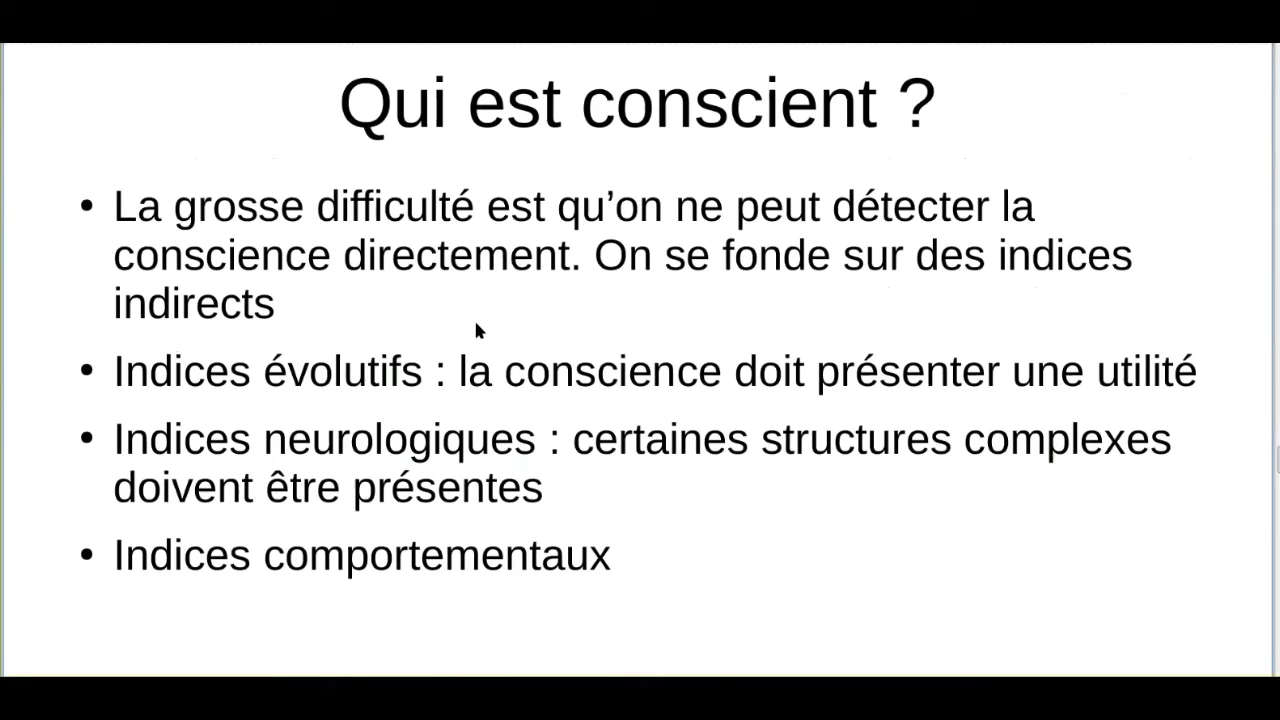 Qui est conscient ?
• La grosse difficulté est qu’on ne peut détecter la
conscience directement. On se fonde sur des indices
indirects
• Indices évolutifs : la conscience doit présenter une utilité
• Indices neurologiques : certaines structures complexes
doivent être présentes
• Indices comportementaux